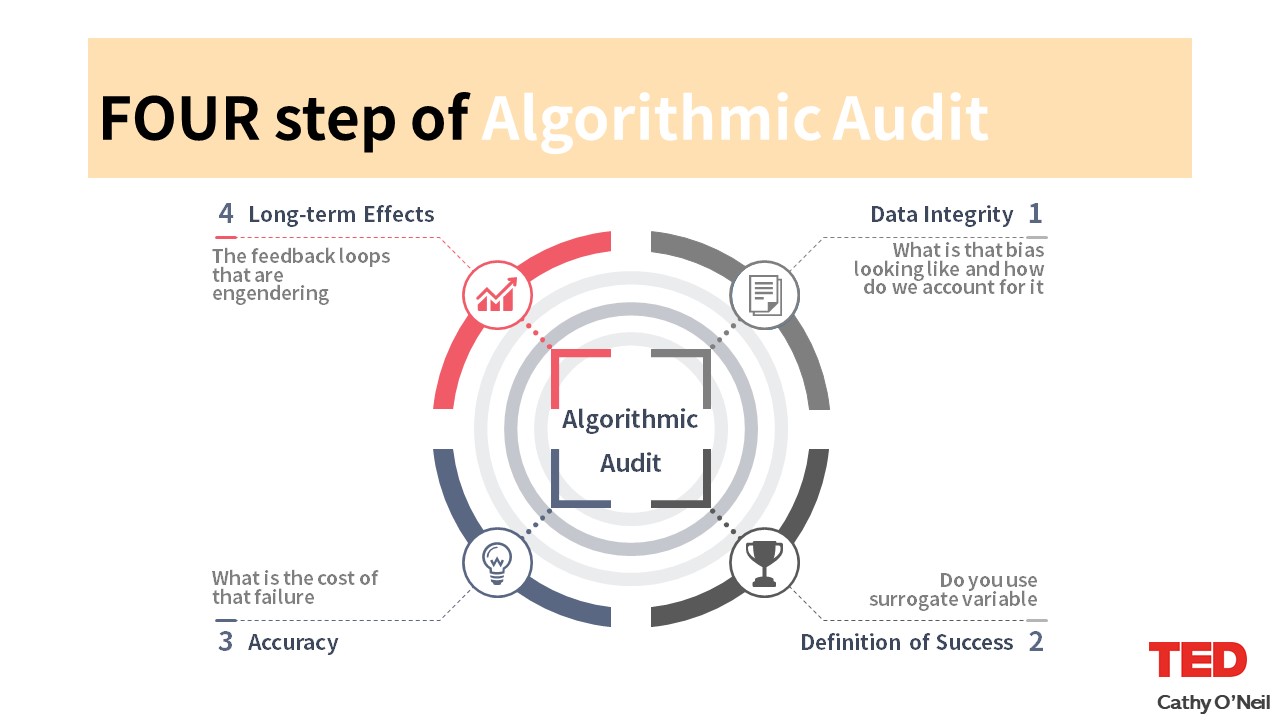 FOUR step of Algorithmic Audit
4 Long-term Effects
The feedback loops
that are
engendering
Data Integrity 1
What is that bias
looking like and how
do we account for it
Algorithmic
Audit
What is the cost of
that failure
3 Accuracy
Do you use
surrogate variable
Definition of Success 2
TED
Cathy O'Neil